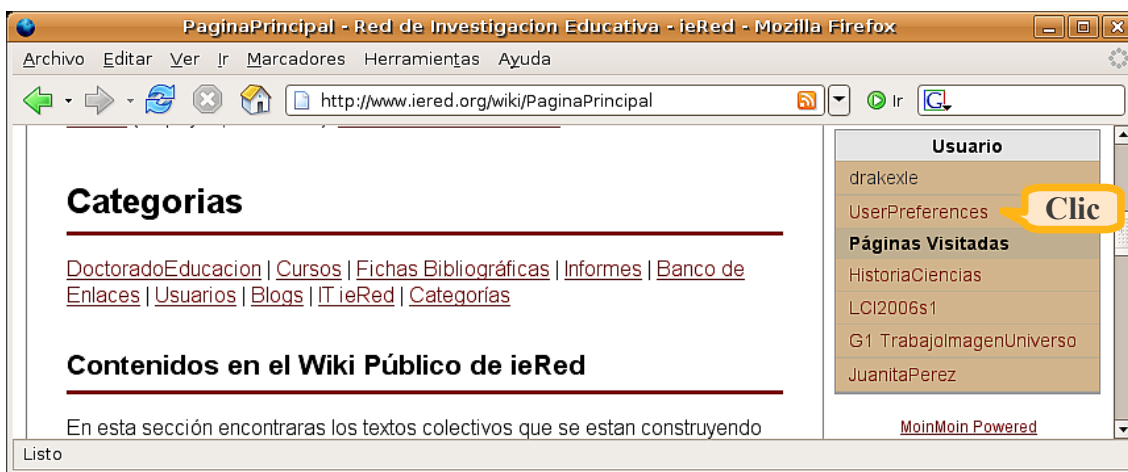 PaginaPrincipal - Red de Investigacion Educativa - ieRed - Mozilla Firefox
Archivo Editar Ver Ir Marcadores Herramientas Ayuda
http://www.iered.org/wiki/PaginaPrincipal Ir
Categorias
DoctoradoEducacion | Cursos | Fichas Bibliográficas | Informes | Banco de
Enlaces | Usuarios | Blogs | IT ieRed | Categorías
Contenidos en el Wiki Público de ieRed
En esta sección encontraras los textos colectivos que se estan construyendo
Usuario
drakexle
UserPreferences
Clic
Páginas Visitadas
HistoriaCiencias
LCI2006s1
G1 TrabajoImagenUniverso
JuanitaPerez
MoinMoin Powered
Listo